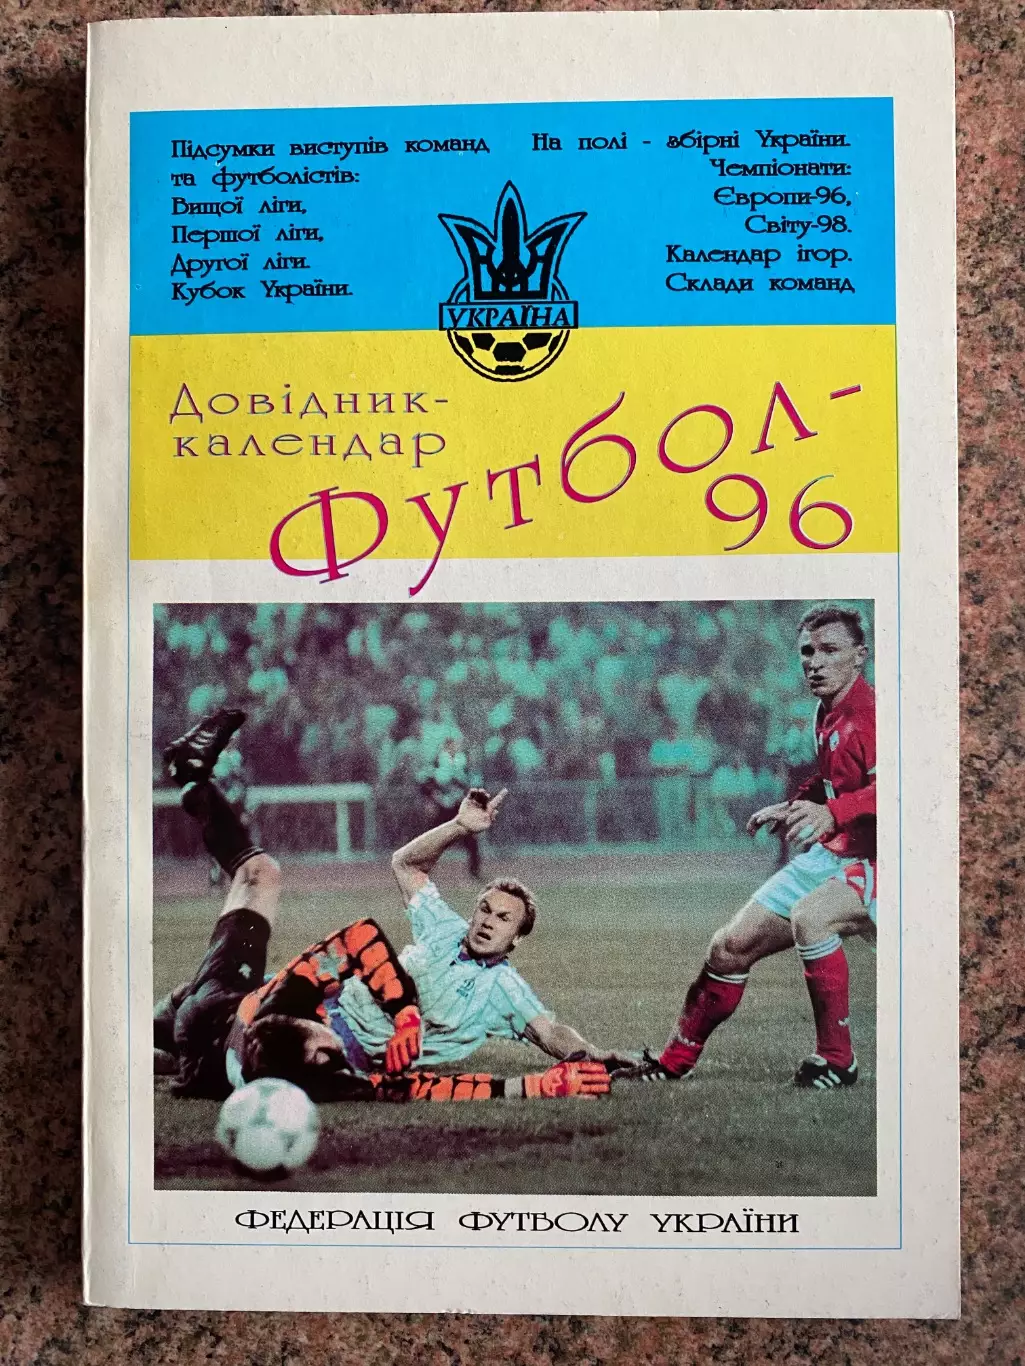 Підсумки виступів команд
та футболістів:
Вищої ліги,
Першої ліги,
Другої ліги.
Кубок України.
На полі - збірні України.
Чемпіонати:
Європи-96,
Світу-98.
Календар ігор.
Склади команд
УКРАЇНА
Довідник-
календар
Футбол-
96
ФЕДЕРАЦІЯ ФУТБОЛУ УКРАЇНИ